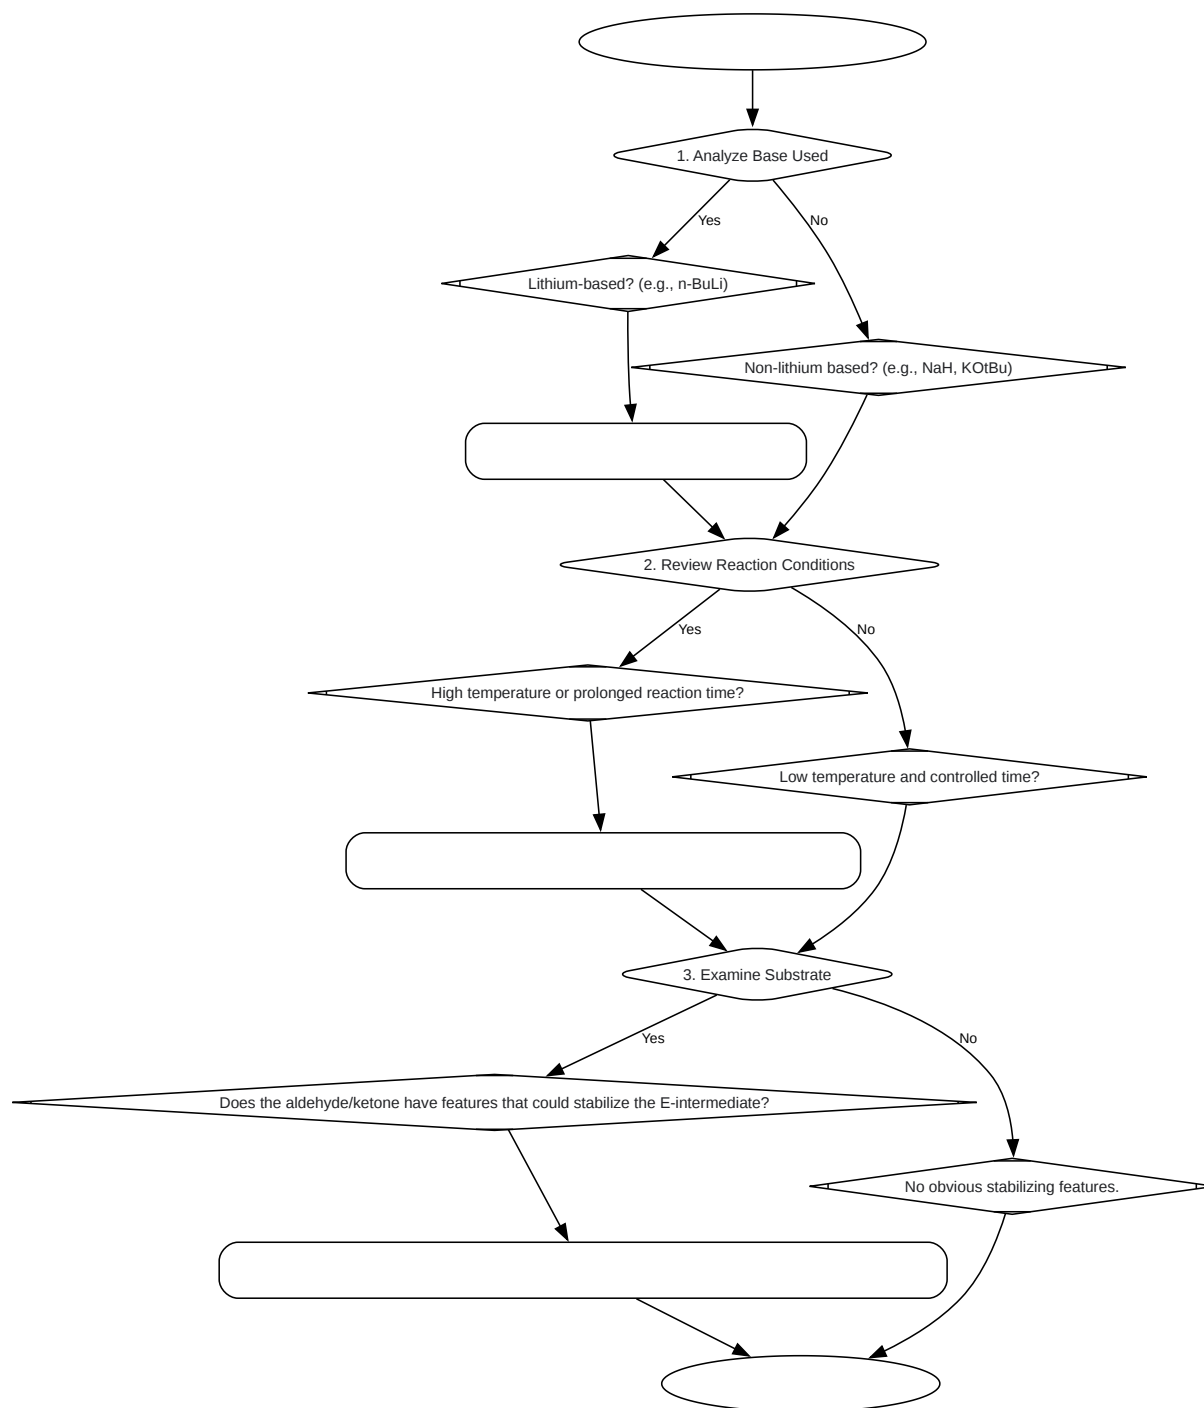 1. Analyze Base Used
Yes
No
Lithium-based? (e.g., n-BuLi)
Non-lithium based? (e.g., NaH, KOtBu)
2. Review Reaction Conditions
Yes
No
High temperature or prolonged reaction time?
Low temperature and controlled time?
3. Examine Substrate
Yes
No
Does the aldehyde/ketone have features that could stabilize the E-intermediate?
No obvious stabilizing features.